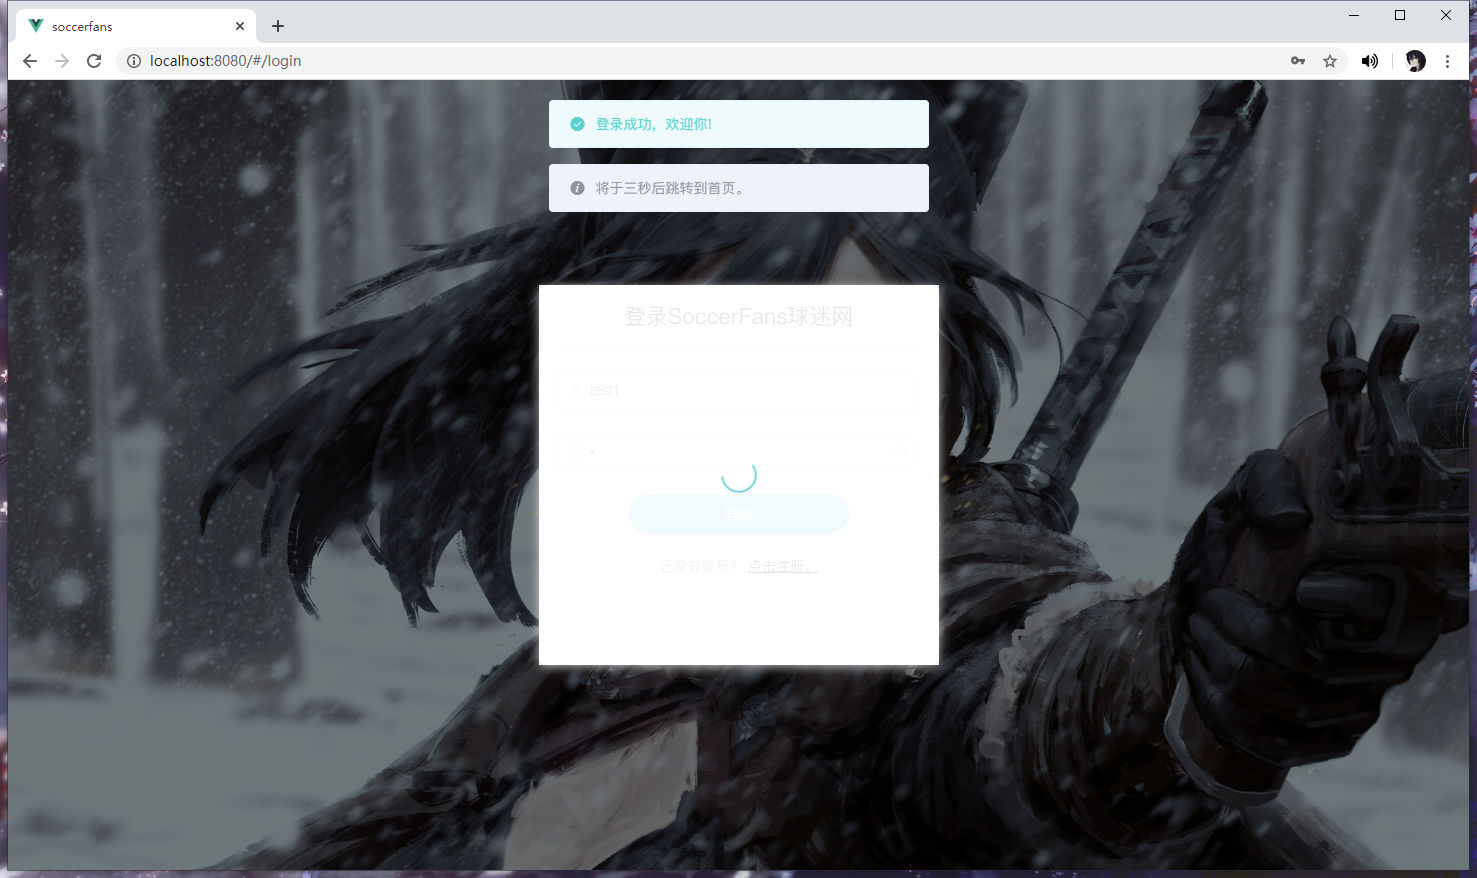 soccerfans
localhost:8080/#/login
登录成功，欢迎你!
将于三秒后跳转到首页。
登录SoccerFans球迷网
test1
登录
还没有账号？ 点击注册。